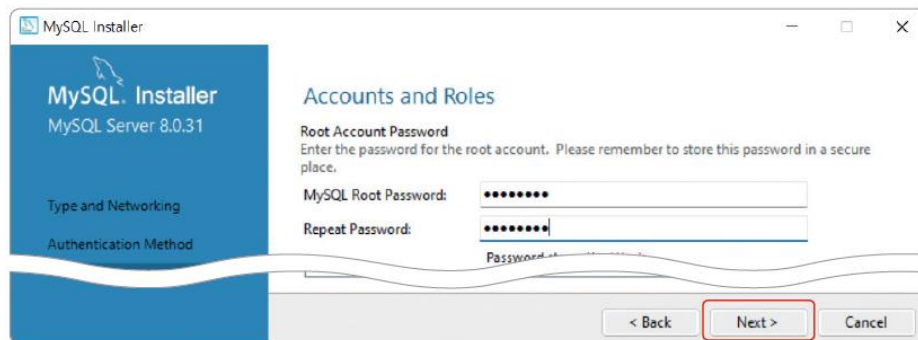 MySQL Installer
MySQL. Installer
MySQL Server 8.0.31
Type and Networking
Authentication Method
Accounts and Roles
Root Account Password
Enter the password for the root account. Please remember to store this password in a secure
place.
MySQL Root Password: ●●●●●●●●
Repeat Password: ●●●●●●●●
Password
< Back
Next >
Cancel